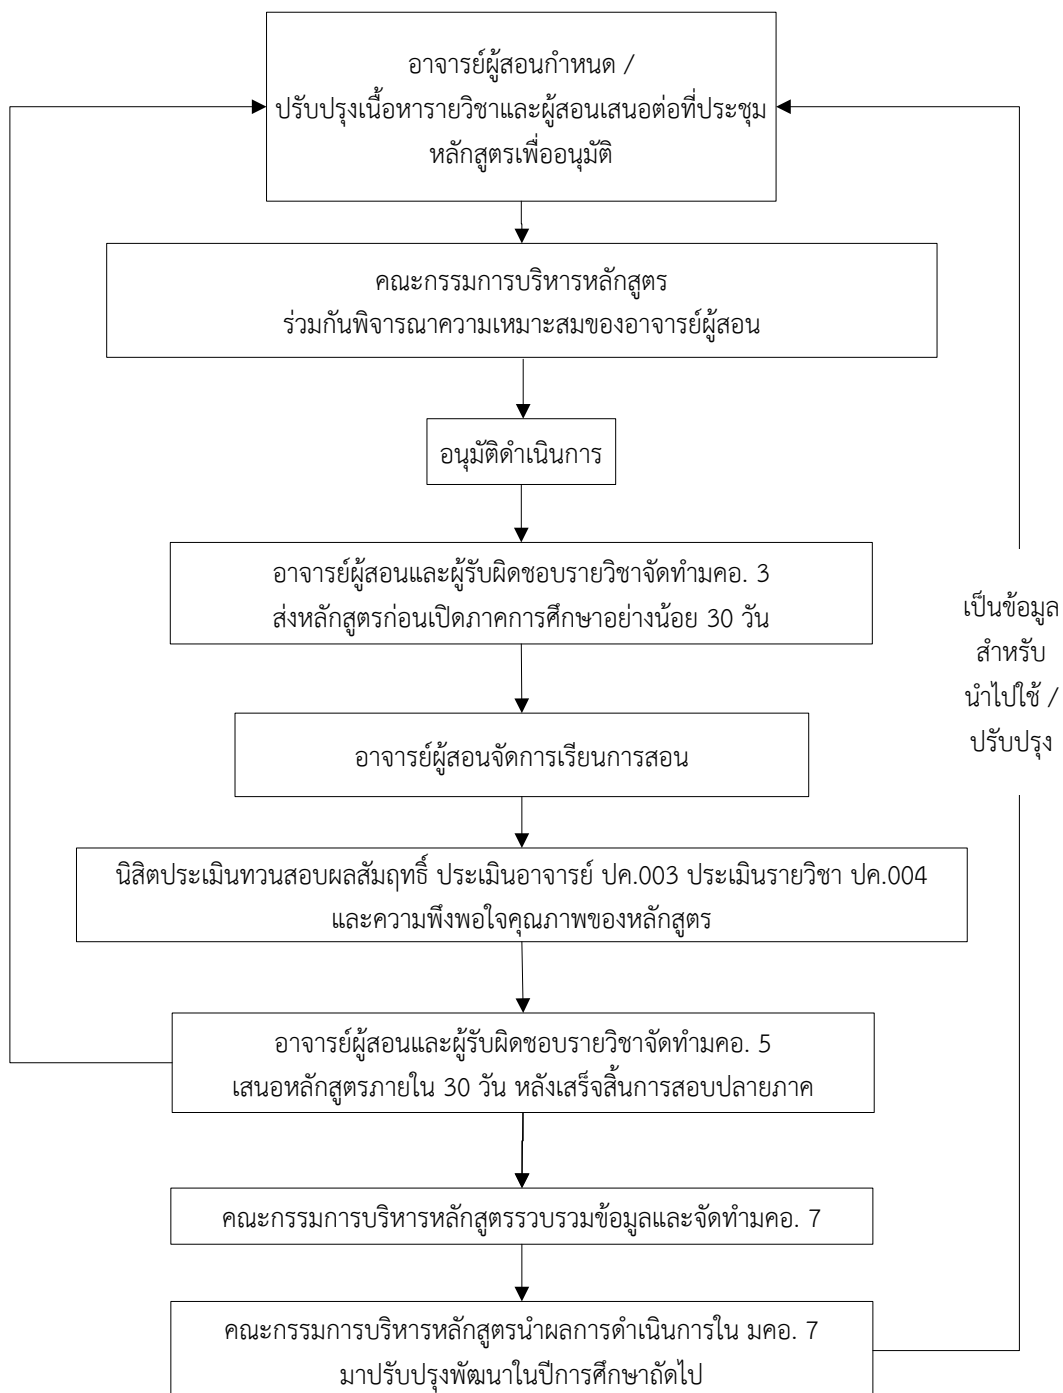 อาจารย์ผู้สอนกำหนด /
ปรับปรุงเนื้อหารายวิชาและผู้สอนเสนอต่อที่ประชุม
หลักสูตรเพื่ออนุมัติ
คณะกรรมการบริหารหลักสูตร
ร่วมกันพิจารณาความเหมาะสมของอาจารย์ผู้สอน
อนุมัติดำเนินการ
อาจารย์ผู้สอนและผู้รับผิดชอบรายวิชาจัดทำมคอ. 3
ส่งหลักสูตรก่อนเปิดภาคการศึกษาอย่างน้อย 30 วัน
เป็นข้อมูล
สำหรับ
นำไปใช้ /
ปรับปรุง
อาจารย์ผู้สอนจัดการเรียนการสอน
นิสิตประเมินทวนสอบผลสัมฤทธิ์ ประเมินอาจารย์ ปค.003 ประเมินรายวิชา ปค.004
และความพึงพอใจคุณภาพของหลักสูตร
อาจารย์ผู้สอนและผู้รับผิดชอบรายวิชาจัดทำมคอ. 5
เสนอหลักสูตรภายใน 30 วัน หลังเสร็จสิ้นการสอบปลายภาค
คณะกรรมการบริหารหลักสูตรรวบรวมข้อมูลและจัดทำมคอ. 7
คณะกรรมการบริหารหลักสูตรนำผลการดำเนินการใน มคอ. 7
มาปรับปรุงพัฒนาในปีการศึกษาถัดไป